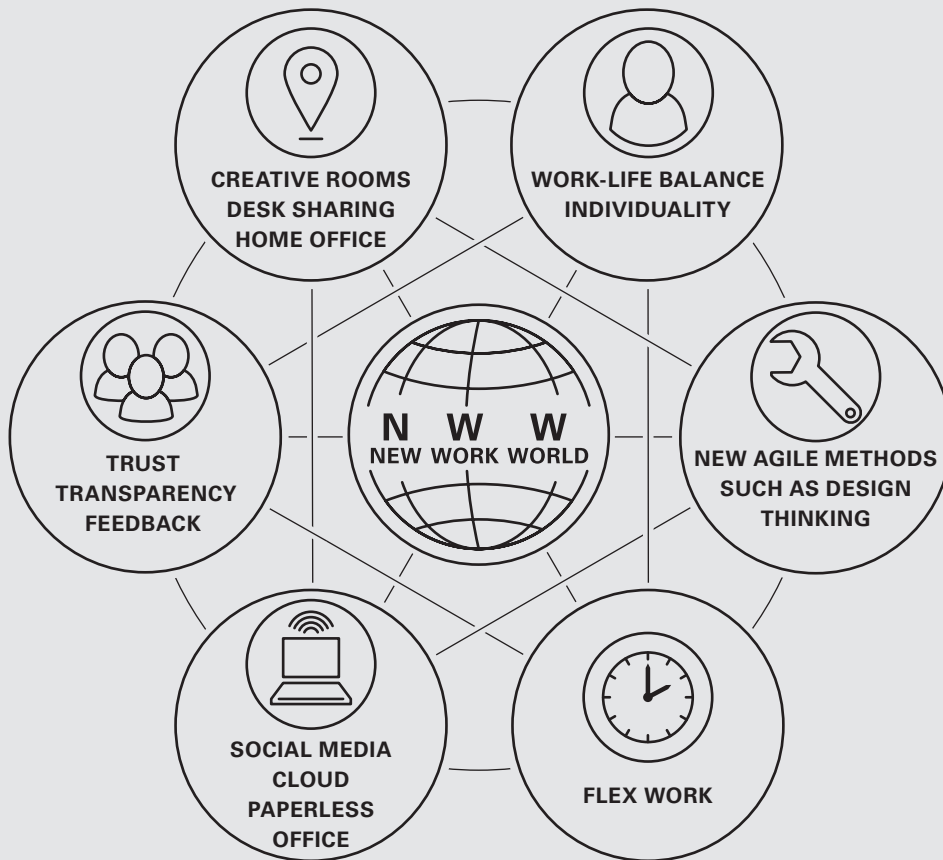 CREATIVE ROOMS
DESK SHARING
HOME OFFICE
WORK-LIFE BALANCE
INDIVIDUALITY
TRUST
TRANSPARENCY
FEEDBACK
N W W
NEW WORK WORLD
NEW AGILE METHODS
SUCH AS DESIGN
THINKING
SOCIAL MEDIA
CLOUD
PAPERLESS
OFFICE
FLEX WORK